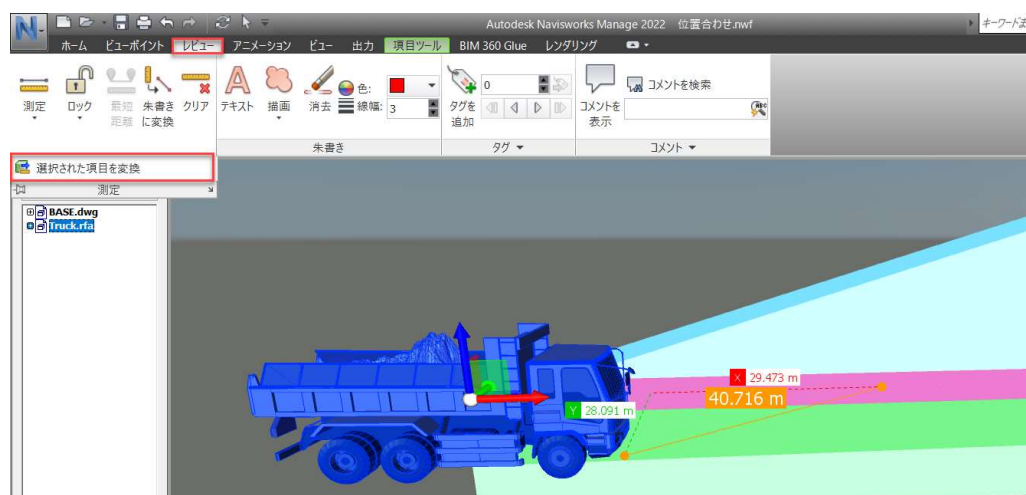 Autodesk Navisworks Manage 2022 位置合わせ.nwf
キーワードま
ホーム ビューポイント レビュー アニメーション ビュー 出力 項目ツール BIM 360 Glue レンダリング
測定 ロック 最短 距離 朱書き に変換 クリア テキスト 描画 消去 色: 線幅: 3 タグを 追加 0 コメントを 表示 コメントを検索
朱書き タグ コメント
選択された項目を変換
測定
BASE.dwg
Truck.rfa
X 29.473 m
40.716 m
Y 28.091 m